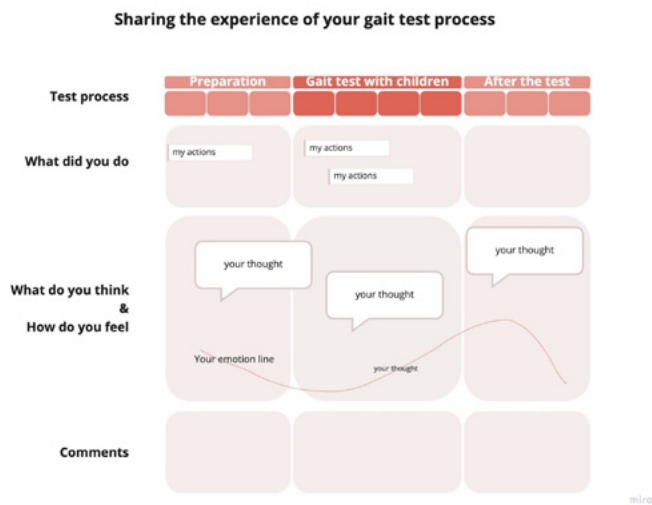 Sharing the experience of your gait test process
Preparation
Gait test with children
After the test
Test process
What did you do
my actions
my actions
my actions
What do you think
&
How do you feel
your thought
your thought
your thought
Your emotion line
your thought
Comments
miro